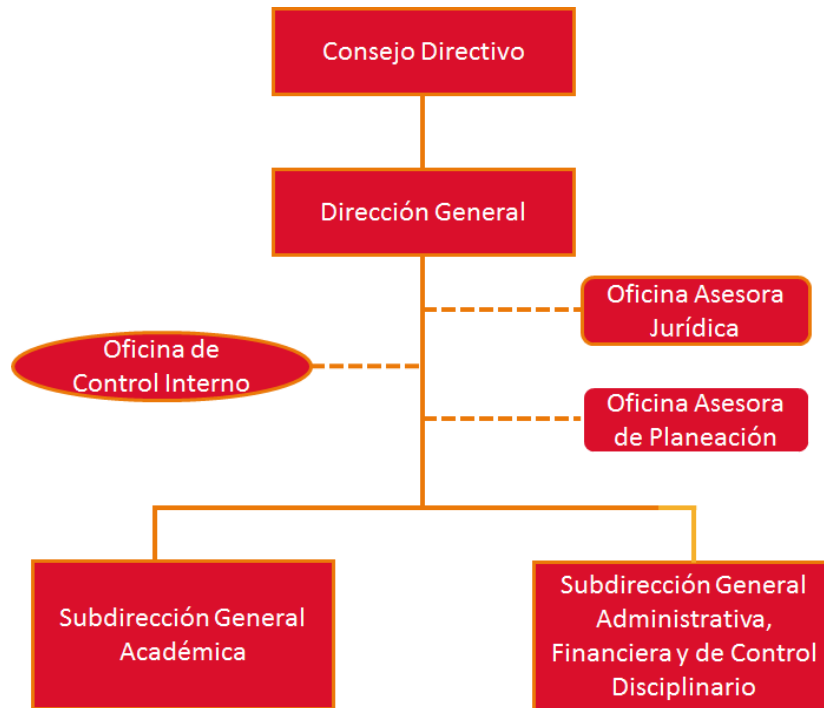 Consejo Directivo
Dirección General
Oficina Asesora
Jurídica
Oficina de
Control Interno
Oficina Asesora
de Planeación
Subdirección General
Académica
Subdirección General
Administrativa,
Financiera y de Control
Disciplinario